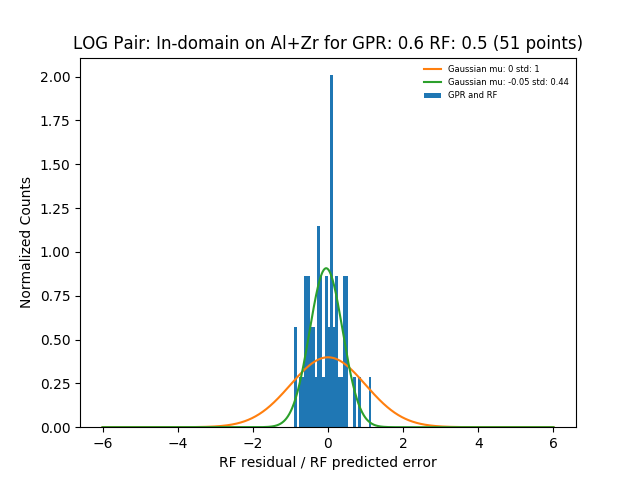 LOG Pair: In-domain on Al+Zr for GPR: 0.6 RF: 0.5 (51 points)
Gaussian mu: 0 std: 1
Gaussian mu: -0.05 std: 0.44
GPR and RF
Normalized Counts
2.00
1.75
1.50
1.25
1.00
0.75
0.50
0.25
0.00
−6
−4
−2
0
2
4
6
RF residual / RF predicted error